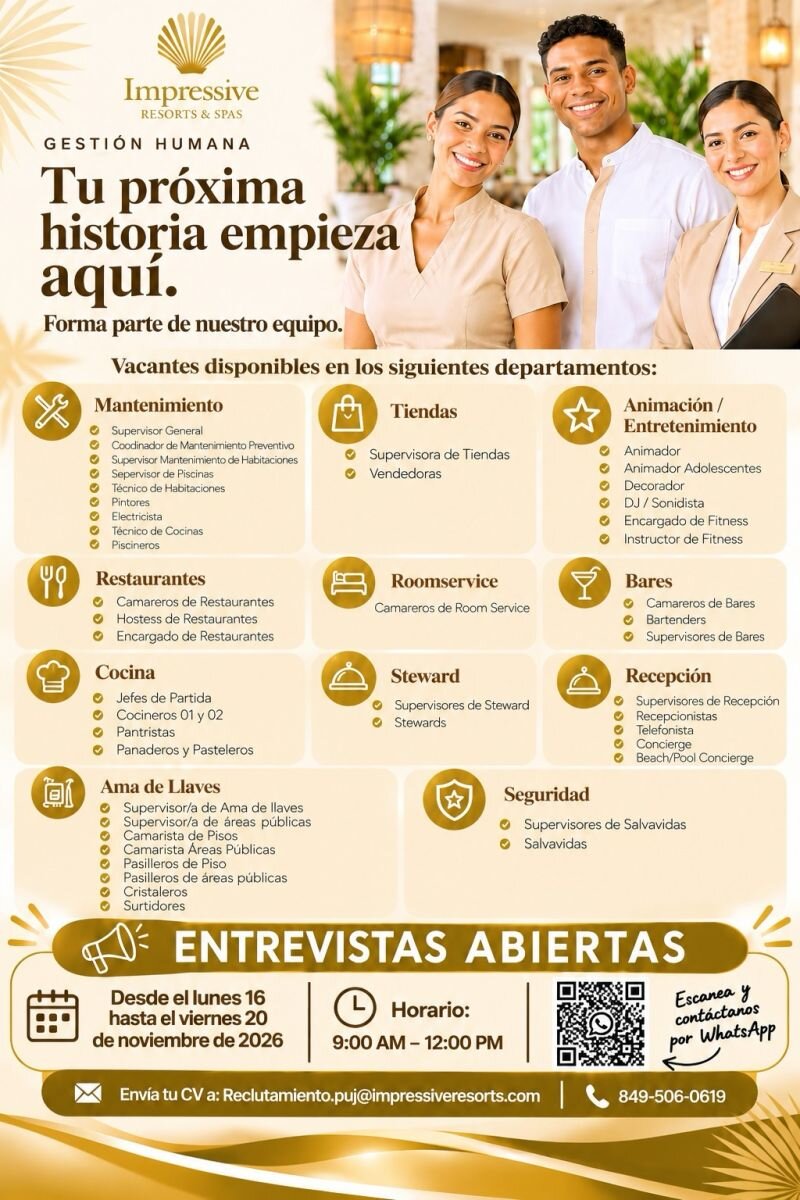 Impressive
RESORTS & SPAS
GESTIÓN HUMANA
Tu próxima
historia empieza
aquí.
Forma parte de nuestro equipo.
Vacantes disponibles en los siguientes departamentos:
Mantenimiento
Supervisor General
Coodinador de Mantenimiento Preventivo
Supervisor Mantenimiento de Habitaciones
Sepervisor de Piscinas
Técnico de Habitaciones
Pintores
Electricista
Técnico de Cocinas
Piscineros
Tiendas
Supervisora de Tiendas
Vendedoras
Animación /
Entretenimiento
Animador
Animador Adolescentes
Decorador
DJ / Sonidista
Encargado de Fitness
Instructor de Fitness
Restaurantes
Camareros de Restaurantes
Hostess de Restaurantes
Encargado de Restaurantes
Roomservice
Camareros de Room Service
Bares
Camareros de Bares
Bartenders
Supervisores de Bares
Cocina
Jefes de Partida
Cocineros 01 y 02
Pantristas
Panaderos y Pasteleros
Steward
Supervisores de Steward
Stewards
Recepción
Supervisores de Recepción
Recepcionistas
Telefonista
Concierge
Beach/Pool Concierge
Ama de Llaves
Supervisor/a de Ama de llaves
Supervisor/a de áreas públicas
Camarista de Pisos
Camarista Áreas Públicas
Pasilleros de Piso
Pasilleros de áreas públicas
Cristaleros
Surtidores
Seguridad
Supervisores de Salvavidas
Salvavidas
ENTREVISTAS ABIERTAS
Desde el lunes 16
hasta el viernes 20
de noviembre de 2026
Horario:
9:00 AM – 12:00 PM
Escanea y
contáctanos
por WhatsApp
Envía tu CV a: Reclutamiento.puj@impressiveresorts.com
849-506-0619